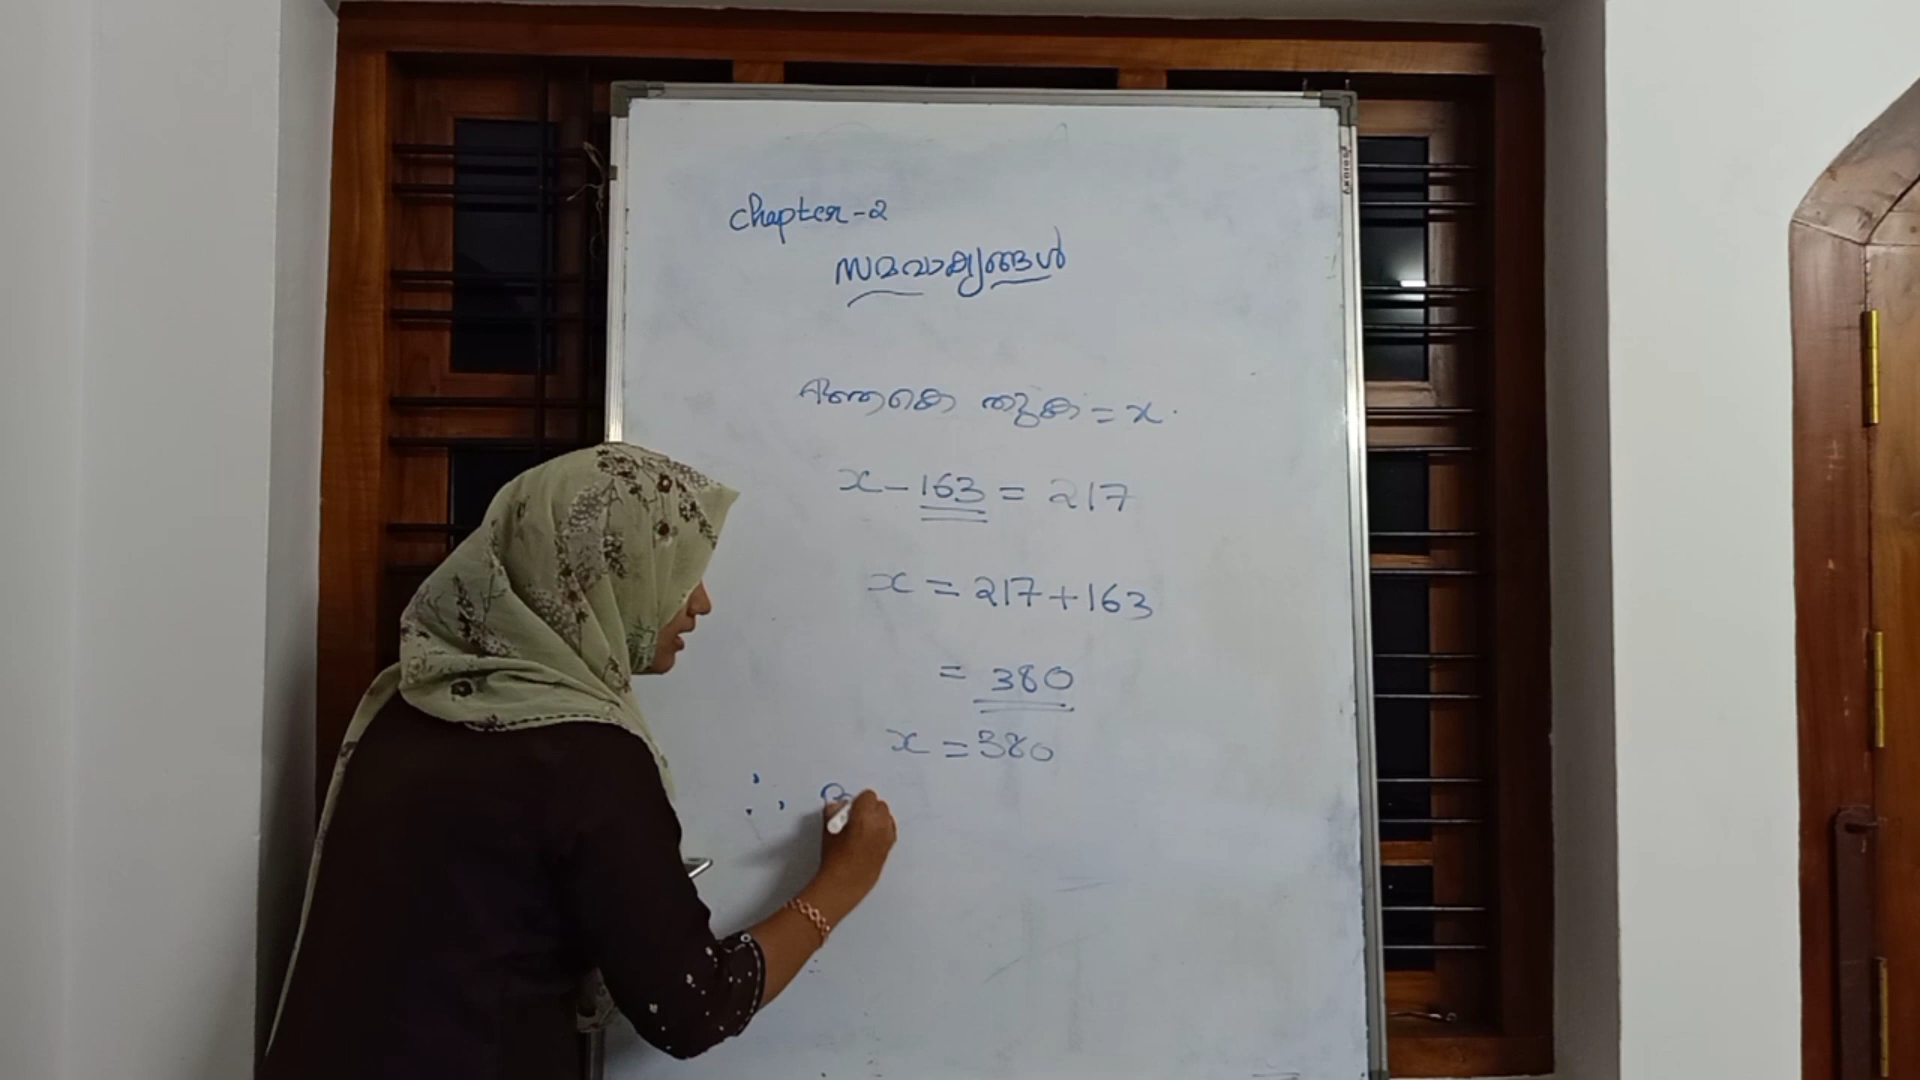 Chapter-2
സമവാക്യങ്ങൾ
തുക = x.
x - 163 = 217
x = 217 + 163
= 380
x = 380
∴